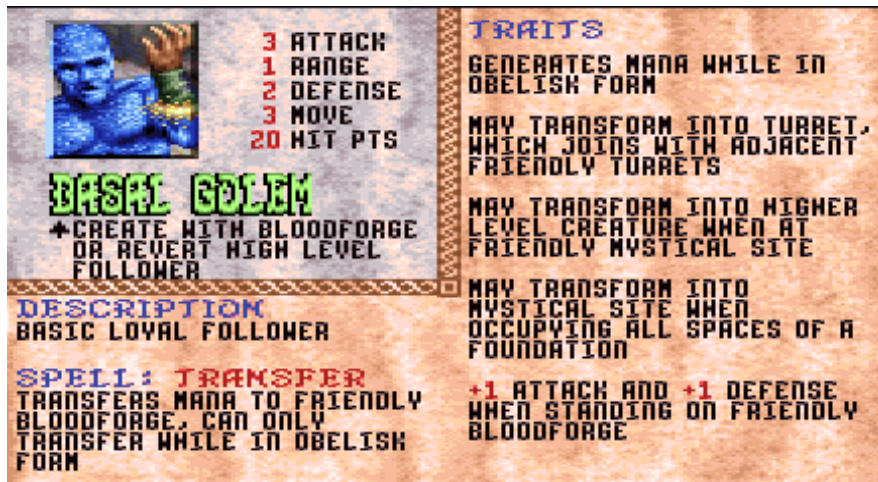 3 ATTACK
1 RANGE
2 DEFENSE
3 MOVE
20 HIT PTS
BASAL GOLEM
CREATE WITH BLOODFORGE
OR REVERT HIGH LEVEL
FOLLOWER
DESCRIPTION
BASIC LOYAL FOLLOWER
SPELL: TRANSFER
TRANSFERS MANA TO FRIENDLY
BLOODFORGE, CAN ONLY
TRANSFER WHILE IN OBELISK
FORM
TRAITS
GENERATES MANA WHILE IN
OBELISK FORM
MAY TRANSFORM INTO TURRET,
WHICH JOINS WITH ADJACENT
FRIENDLY TURRETS
MAY TRANSFORM INTO HIGHER
LEVEL CREATURE WHEN AT
FRIENDLY MYSTICAL SITE
MAY TRANSFORM INTO
MYSTICAL SITE WHEN
OCCUPYING ALL SPACES OF A
FOUNDATION
+1 ATTACK AND +1 DEFENSE
WHEN STANDING ON FRIENDLY
BLOODFORGE